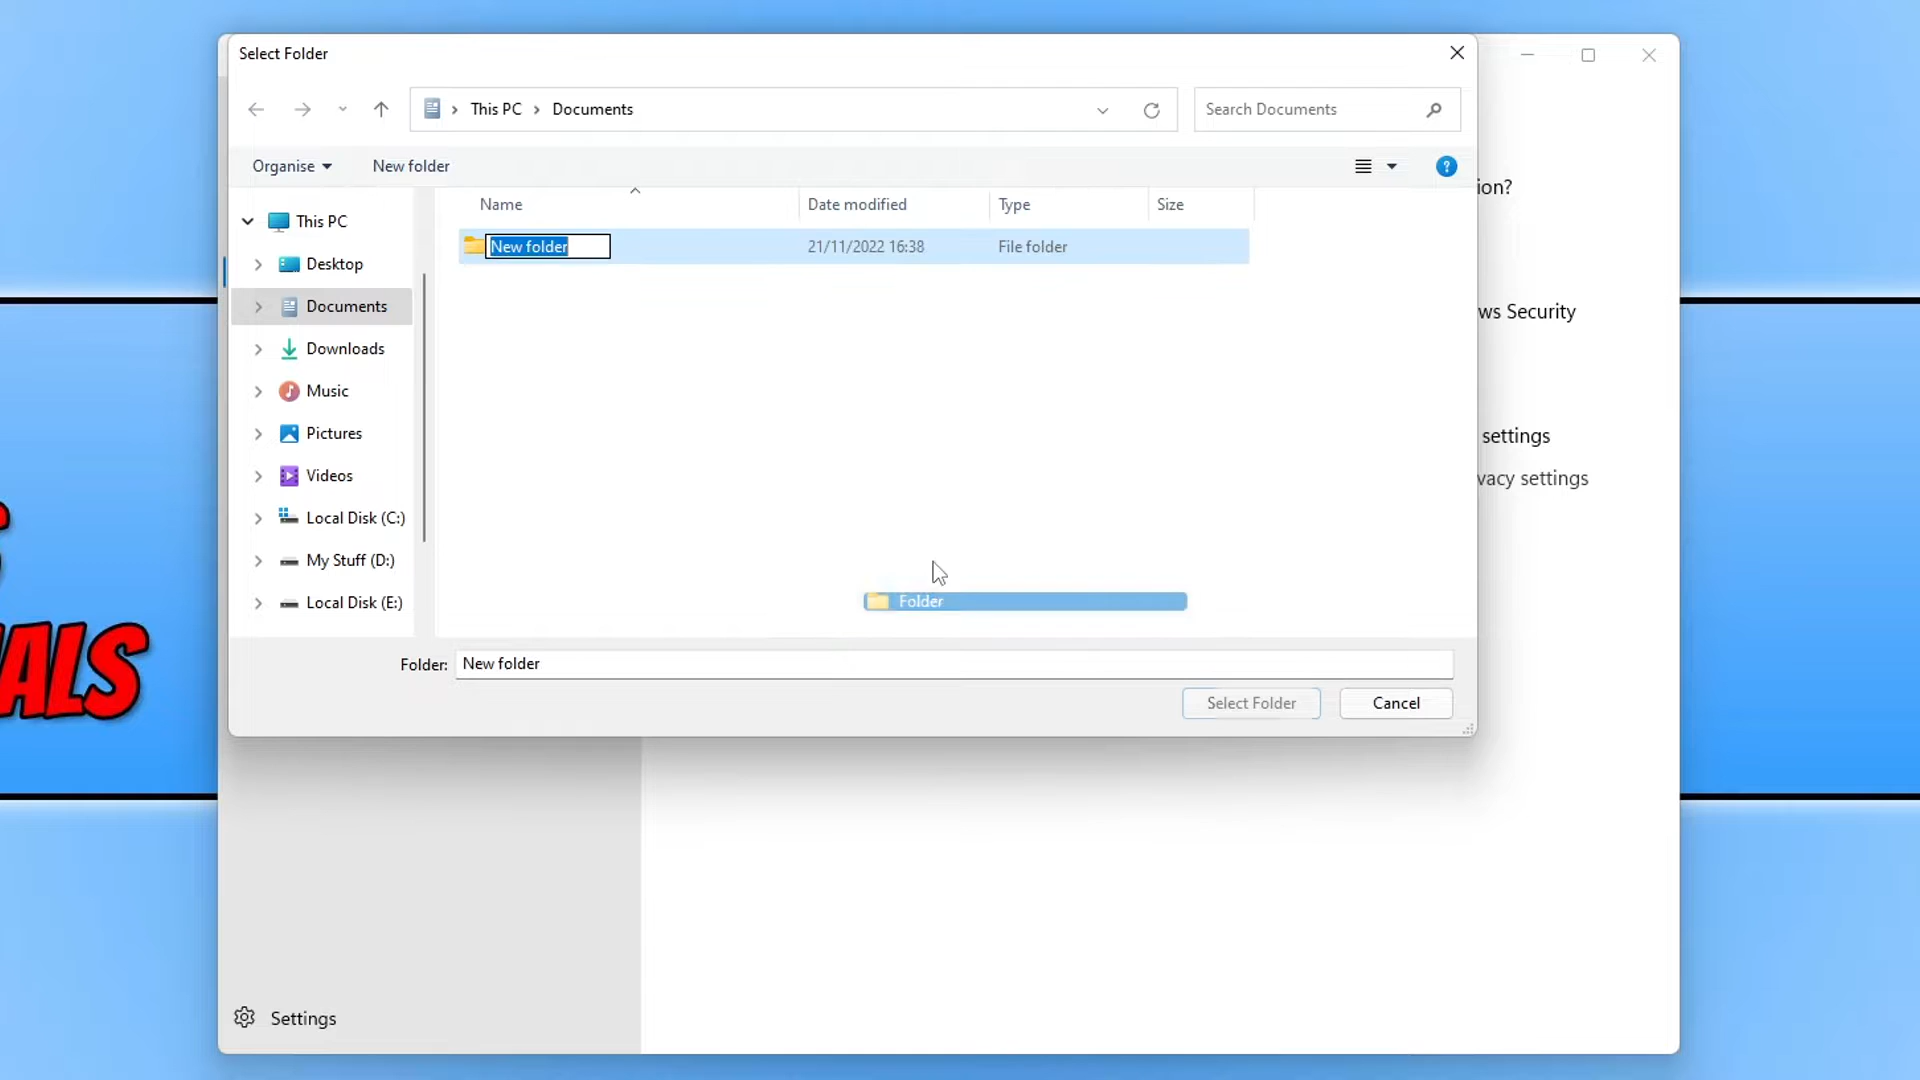 Select Folder
This PC > Documents
Search Documents
Organise
New folder
Name
Date modified
Type
Size
This PC
Desktop
Documents
Downloads
Music
Pictures
Videos
Local Disk (C:)
My Stuff (D:)
Local Disk (E:)
New folder
21/11/2022 16:38
File folder
Folder
Folder: New folder
Select Folder
Cancel
ion?
ws Security
settings
vacy settings
S
ALS
Settings